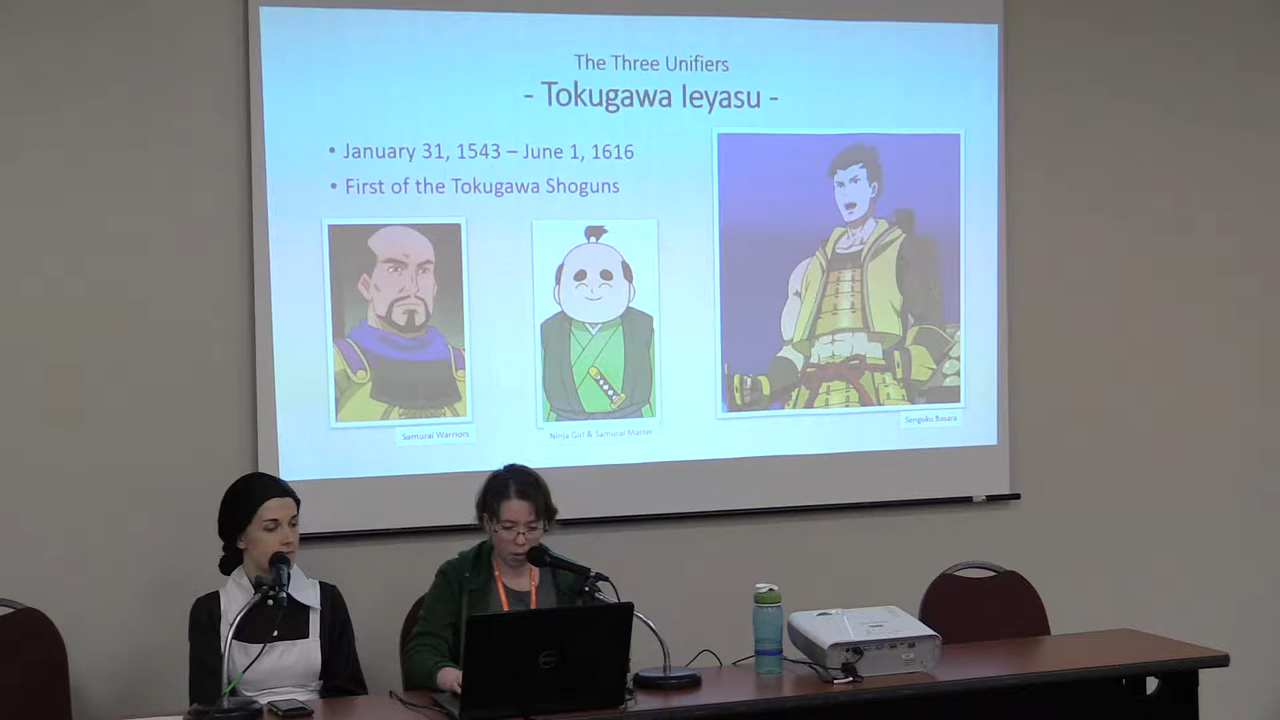 The Three Unifiers
- Tokugawa Ieyasu -
• January 31, 1543 – June 1, 1616
• First of the Tokugawa Shoguns
Samurai Warriors
Ninja Girl & Samurai Master
Sengoku Basara
DELL